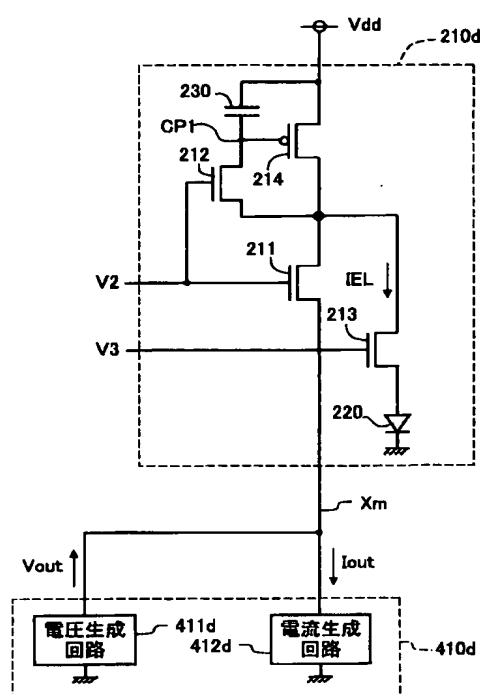 Vdd
210d
230
CP1
212
214
211
V2
IEL
213
V3
220
Xm
Vout
Iout
電圧生成
回路
411d
412d
電流生成
回路
410d